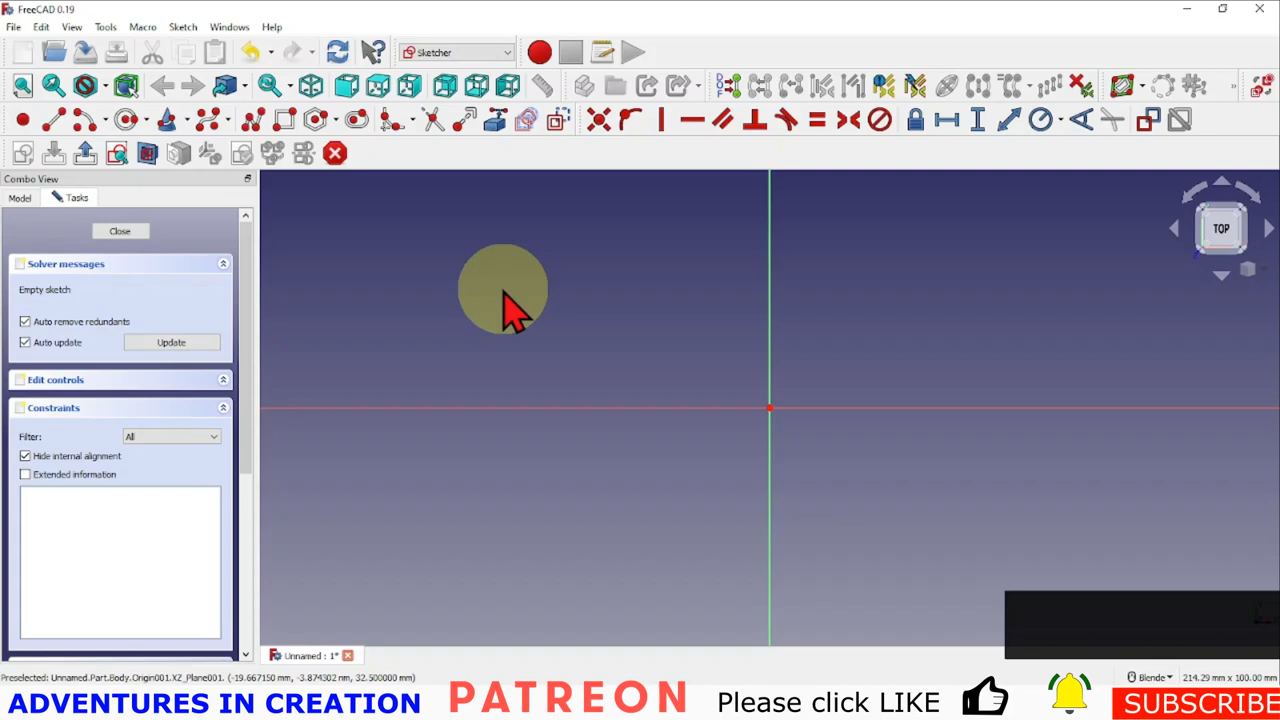 FreeCAD 0.19
File Edit View Tools Macro Sketch Windows Help
Sketcher
Combo View
Model Tasks
TOP
Close
Solver messages
Empty sketch
Auto remove redundants
Auto update Update
Edit controls
Constraints
Filter: All
Hide internal alignment
Extended information
Unnamed : 1*
Preselected: Unnamed.Part.Body.Origin001.XZ_Plane001. (-19.667150 mm, -3.874302 mm, 32.500000 mm) Blende 214.29 mm x 100.00 mm
ADVENTURES IN CREATION PATREON Please click LIKE SUBSCRIBE